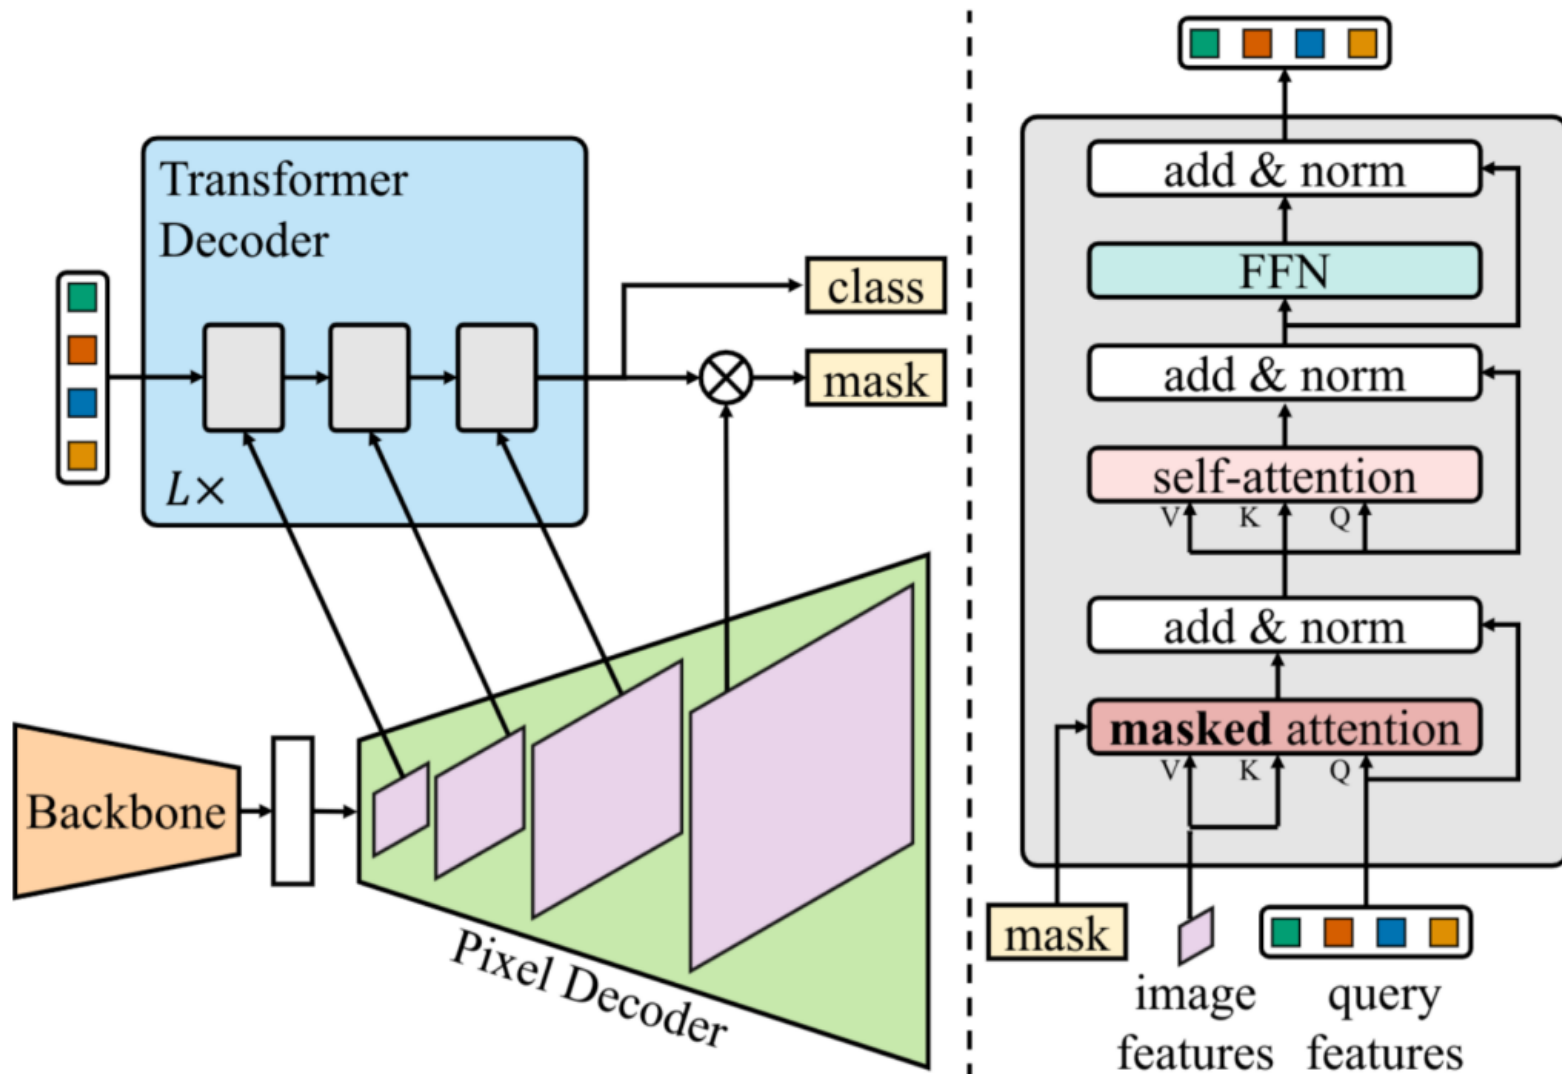 Transformer
Decoder
L×
class
mask
Backbone
Pixel Decoder
add & norm
FFN
add & norm
self-attention
V K Q
add & norm
masked attention
V K Q
mask
image
features
query
features